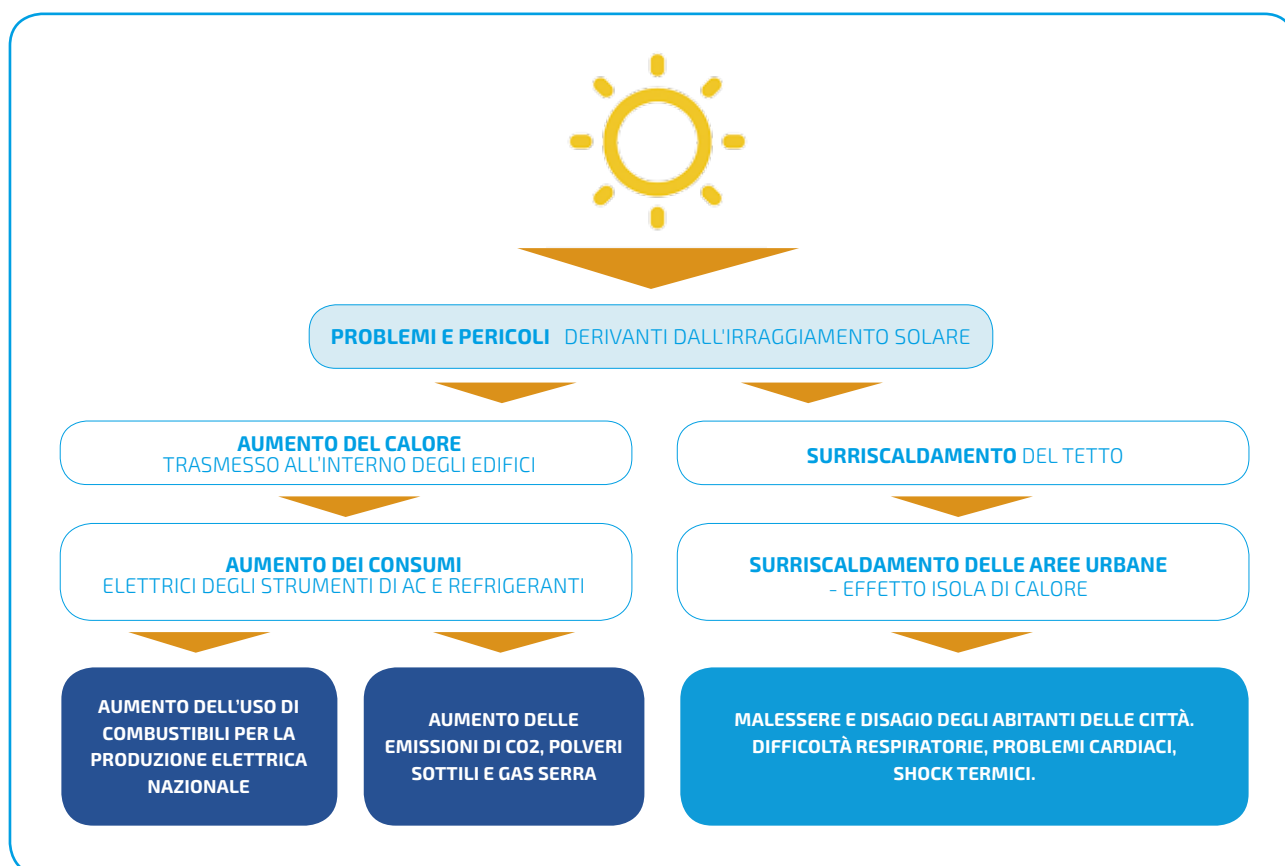 PROBLEMI E PERICOLI DERIVANTI DALL'IRRAGGIAMENTO SOLARE
AUMENTO DEL CALORE
TRASMESSO ALL'INTERNO DEGLI EDIFICI
SURRISCALDAMENTO DEL TETTO
AUMENTO DEI CONSUMI
ELETTRICI DEGLI STRUMENTI DI AC E REFRIGERANTI
SURRISCALDAMENTO DELLE AREE URBANE
- EFFETTO ISOLA DI CALORE
AUMENTO DELL'USO DI
COMBUSTIBILI PER LA
PRODUZIONE ELETTRICA
NAZIONALE
AUMENTO DELLE
EMISSIONI DI CO2, POLVERI
SOTTILI E GAS SERRA
MALESSERE E DISAGIO DEGLI ABITANTI DELLE CITTÀ.
DIFFICOLTÀ RESPIRATORIE, PROBLEMI CARDIACI,
SHOCK TERMICI.